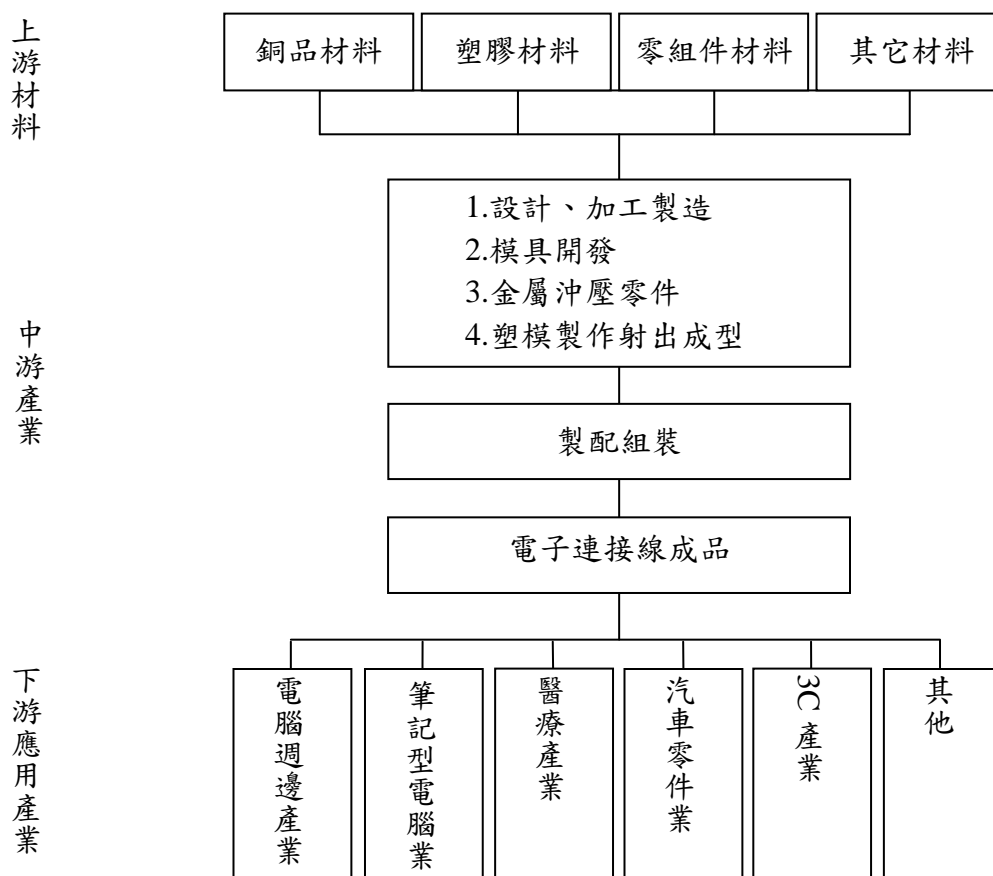 上游材料
銅品材料
塑膠材料
零組件材料
其它材料
中游產業
1.設計、加工製造
2.模具開發
3.金屬沖壓零件
4.塑模製作射出成型
製配組裝
電子連接線成品
下游應用產業
電腦週邊產業
筆記型電腦業
醫療產業
汽車零件業
3C 產業
其他